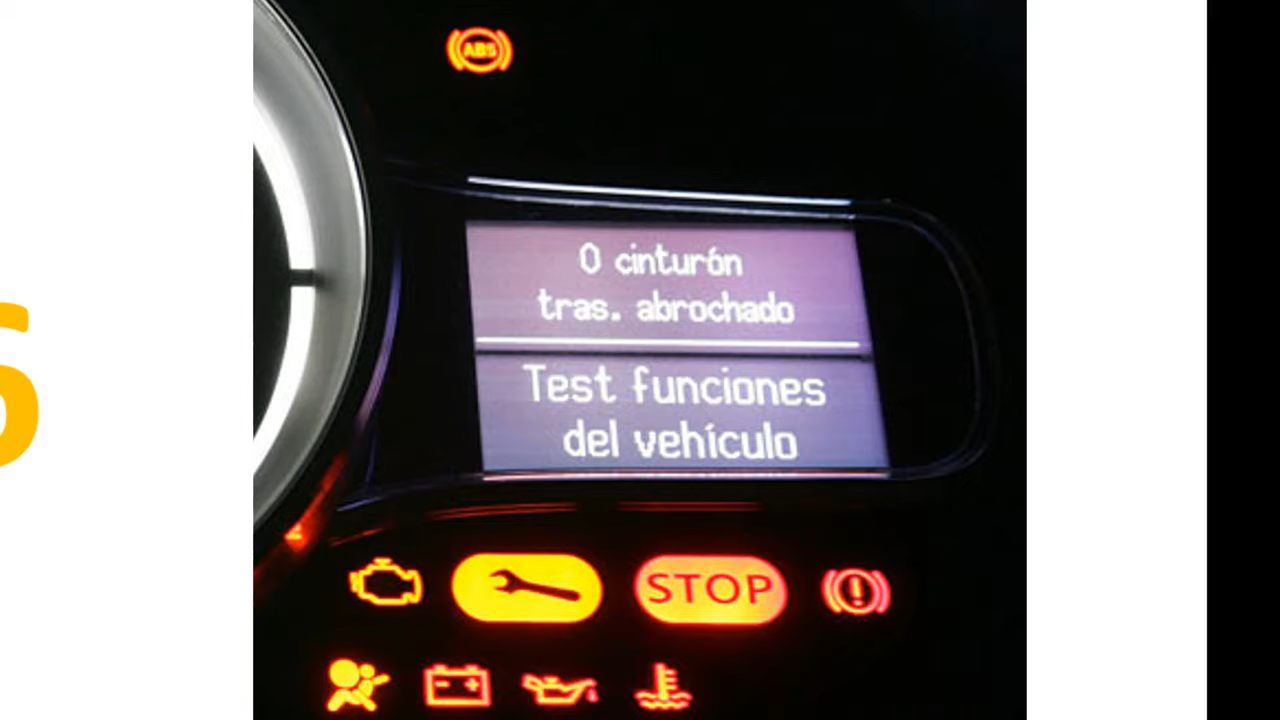 ABS
0 cinturón
tras. abrochado
Test funciones
del vehículo
STOP